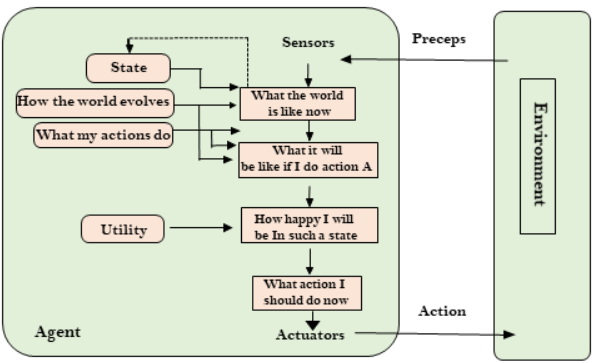 Sensors
Preceps
State
How the world evolves
What the world
is like now
What my actions do
What it will
be like if I do action A
How happy I will
be In such a state
Utility
What action I
should do now
Agent
Actuators
Action
Environment